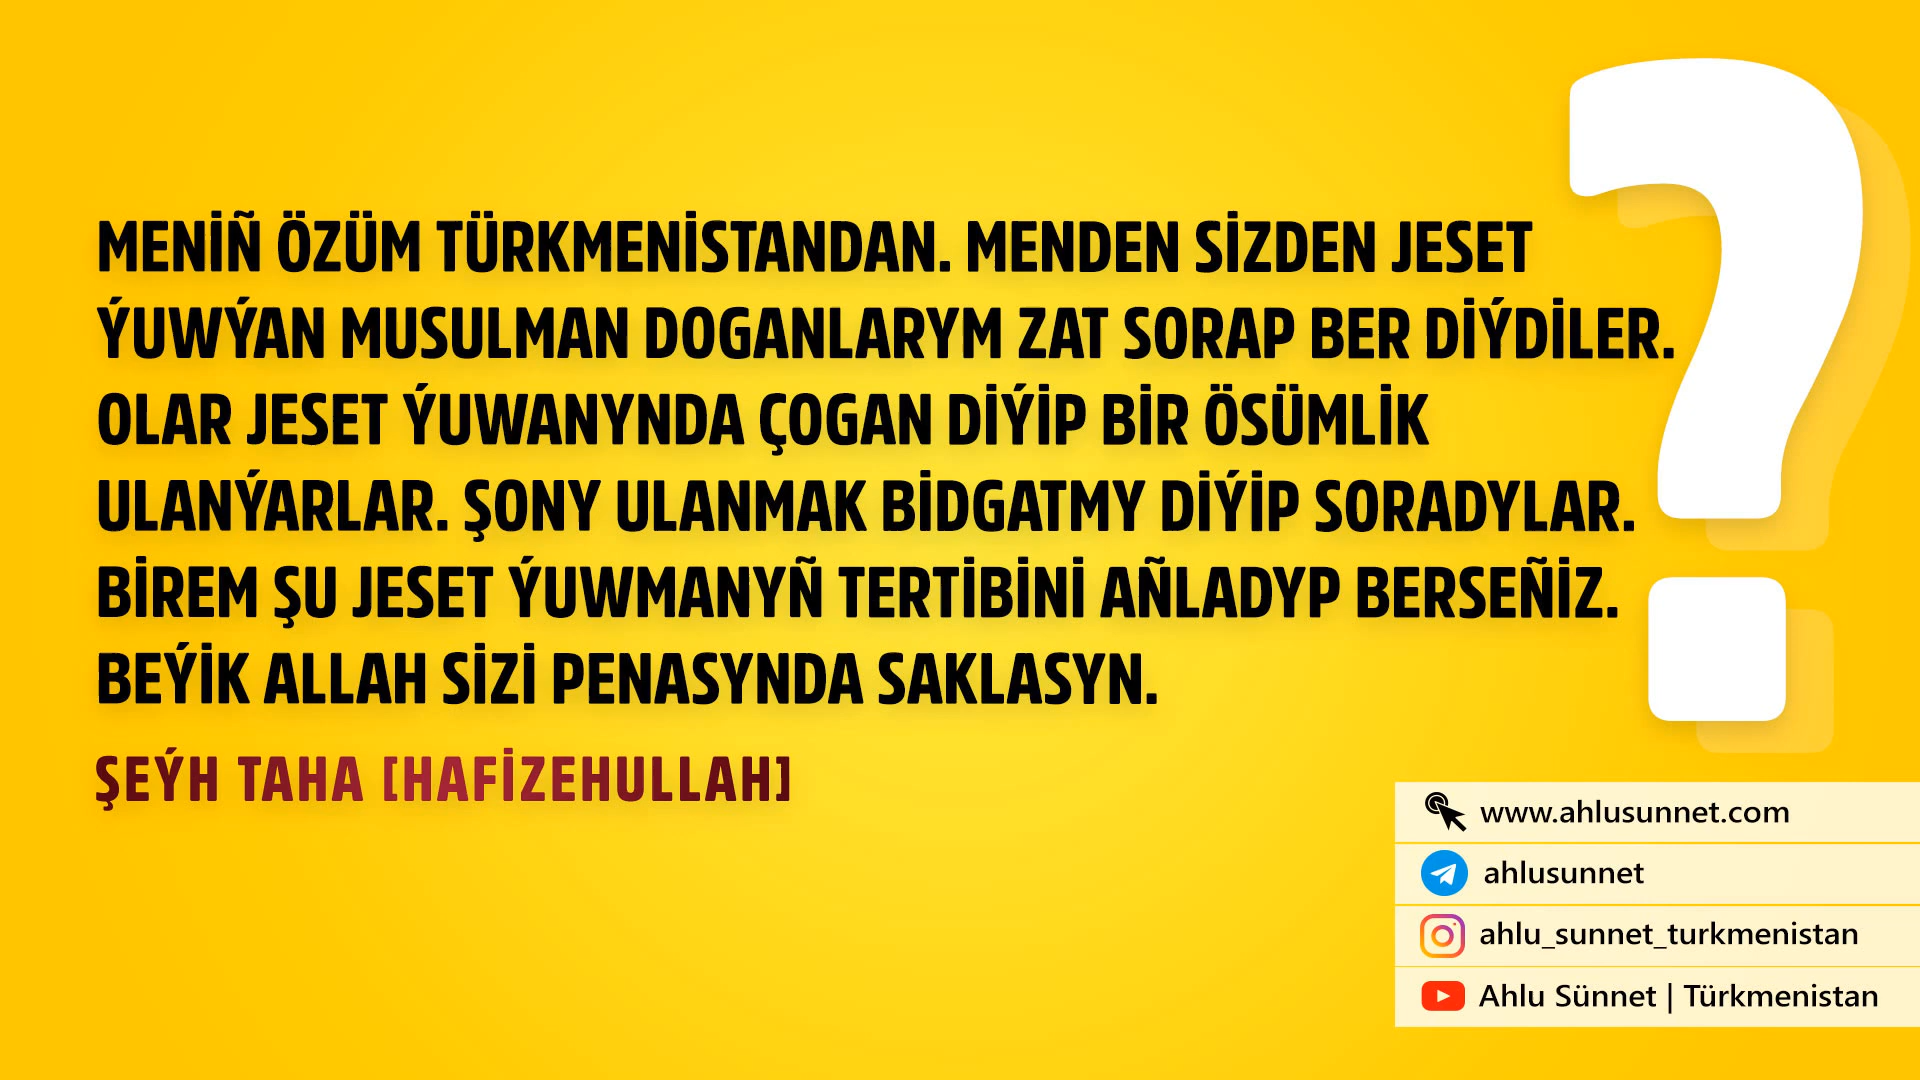 MENİÑ ÖZÜM TÜRKMENİSTANDAN. MENDEN SİZDEN JESET
ÝUWÝAN MUSULMAN DOGANLARYM ZAT SORAP BER DİÝDİLER.
OLAR JESET ÝUWANYNDA ÇOGAN DİÝİP BİR ÖSÜMLİK
ULANÝARLAR. ŞONY ULANMAK BİDGATMY DİÝİP SORADYLAR.
BİREM ŞU JESET ÝUWMANYÑ TERTİBİNİ AÑLADYP BERSEÑİZ.
BEÝİK ALLAH SİZİ PENASYNDA SAKLASYN.
ŞEÝH TAHA [HAFİZEHULLAH]
?
www.ahlusunnet.com
ahlusunnet
ahlu_sunnet_turkmenistan
Ahlu Sünnet | Türkmenistan